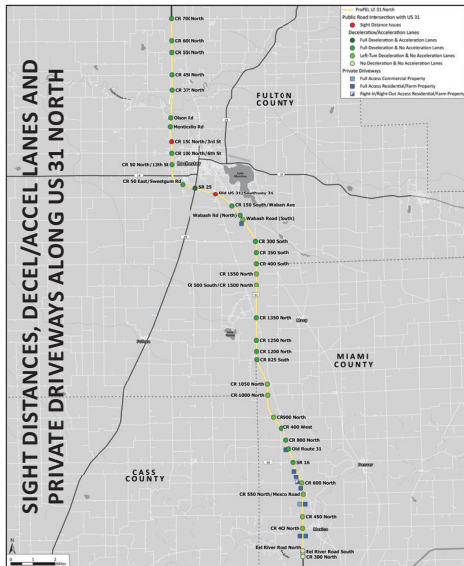 SIGHT DISTANCES, DECEL/ACCEL LANES AND
PRIVATE DRIVEWAYS ALONG US 31 NORTH
ProPEL US 31 North
Public Road Intersection with US 31
Sight Distance Issues
Deceleration/Acceleration Lanes
Full Deceleration & Acceleration Lanes
Full Deceleration & No Acceleration Lanes
Left-Turn Deceleration & No Acceleration Lanes
No Deceleration & No Acceleration Lanes
Private Driveways
Full Access Commercial Property
Full Access Residential/Farm Property
Right-In/Right-Out Access Residential/Farm Property
CR 700 North
CR 600 North
CR 550 North
CR 450 North
CR 375 North
FULTON
COUNTY
Olson Rd
Monticello Rd
CR 150 North/3rd St
CR 100 North/6th St
CR 50 North/13th St
Rochester
CR 50 East/Sweetgum Rd
SR 25
Old US 31/Southway 31
CR 150 South/Wabash Ave
Wabash Rd (North)
Wabash Road (South)
CR 300 South
CR 350 South
CR 400 South
CR 1550 North
CR 500 South/CR 1500 North
CR 1350 North
Macy
CR 1250 North
CR 1200 North
CR 825 South
Fulton
MIAMI
COUNTY
CR 1050 North
CR 1000 North
CR 900 North
CR 400 West
CR 800 North
Old Route 31
CASS
COUNTY
SR 16
Denver
CR 600 North
CR 550 North/Mexico Road
CR 450 North
CR 400 North
Mexico
Eel River Road North
Eel River Road South
CR 300 North
N
0
1
2
Miles